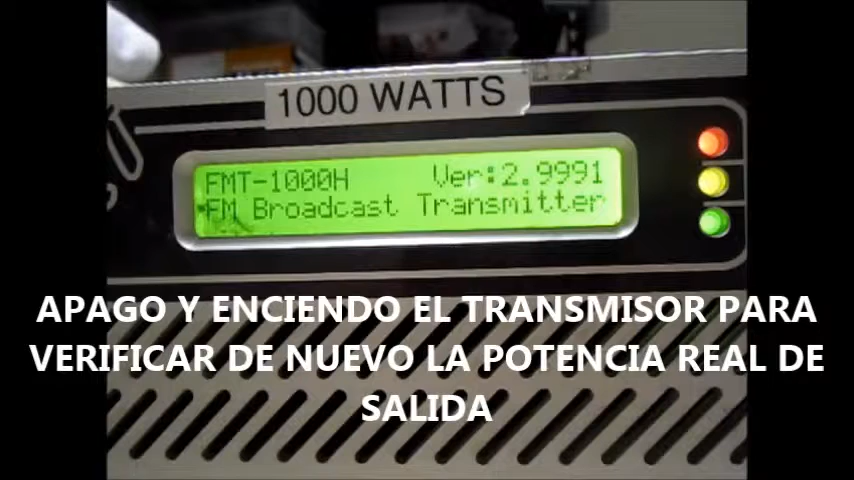 1000 WATTS
FMT-1000H Ver:2.9991
FM Broadcast Transmitter
APAGO Y ENCIENDO EL TRANSMISOR PARA
VERIFICAR DE NUEVO LA POTENCIA REAL DE
SALIDA